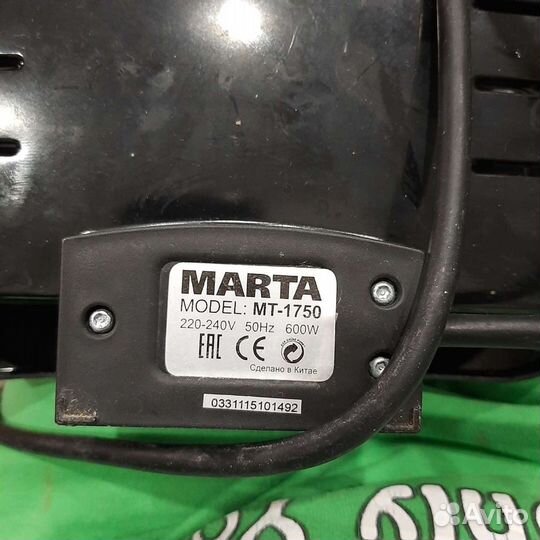 MARTA
MODEL: MT-1750
220-240V 50Hz 600W
EAC CE
Сделано в Китае
0331115101492
Avito